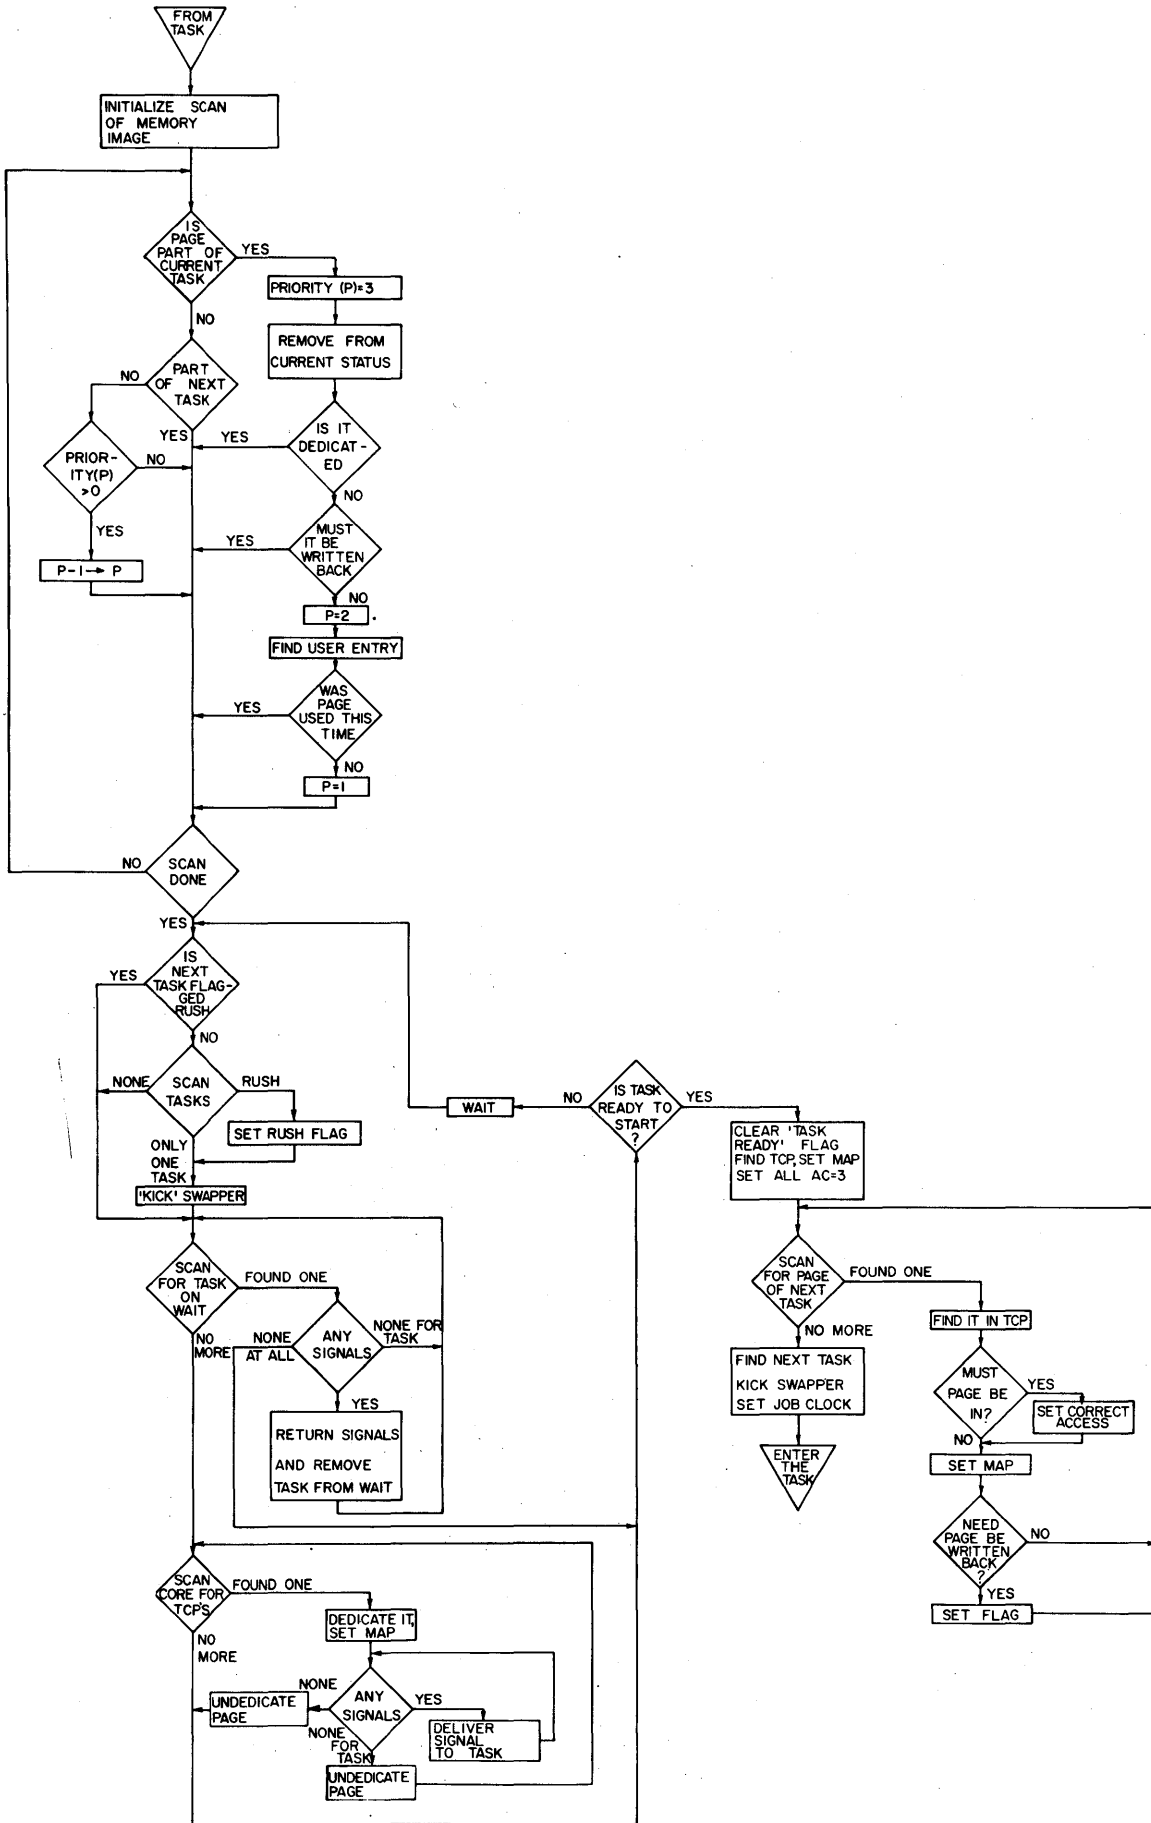 FROM
TASK
INITIALIZE SCAN
OF MEMORY
IMAGE
IS
PAGE
PART OF
CURRENT
TASK
YES
NO
PRIORITY (P)=3
REMOVE FROM
CURRENT STATUS
PART
OF NEXT
TASK
NO
YES
IS IT
DEDICAT-
ED
YES
NO
PRIOR-
ITY(P)
>0
NO
YES
P-1→P
MUST
IT BE
WRITTEN
BACK
YES
NO
P=2
FIND USER ENTRY
WAS
PAGE
USED THIS
TIME
YES
NO
P=1
SCAN
DONE
NO
YES
IS
NEXT
TASK FLAG-
GED
RUSH
YES
NO
SCAN
TASKS
NONE
RUSH
SET RUSH FLAG
ONLY
ONE
TASK
'KICK' SWAPPER
SCAN
FOR TASK
ON
WAIT
FOUND ONE
NO
MORE
ANY
SIGNALS
NONE
AT ALL
NONE FOR
TASK
YES
RETURN SIGNALS
AND REMOVE
TASK FROM WAIT
SCAN
CORE FOR
TCP'S
FOUND ONE
NO
MORE
DEDICATE IT,
SET MAP
ANY
SIGNALS
NONE
UNDEDICATE
PAGE
YES
DELIVER
SIGNAL
TO TASK
NONE
FOR
TASK
UNDEDICATE
PAGE
IS TASK
READY TO
START
?
NO
WAIT
YES
CLEAR 'TASK
READY' FLAG
FIND TCP, SET MAP
SET ALL AC=3
SCAN
FOR PAGE
OF NEXT
TASK
FOUND ONE
NO MORE
FIND NEXT TASK
KICK SWAPPER
SET JOB CLOCK
ENTER
THE
TASK
FIND IT IN TCP
MUST
PAGE BE
IN?
YES
SET CORRECT
ACCESS
NO
SET MAP
NEED
PAGE BE
WRITTEN
BACK
?
NO
YES
SET FLAG